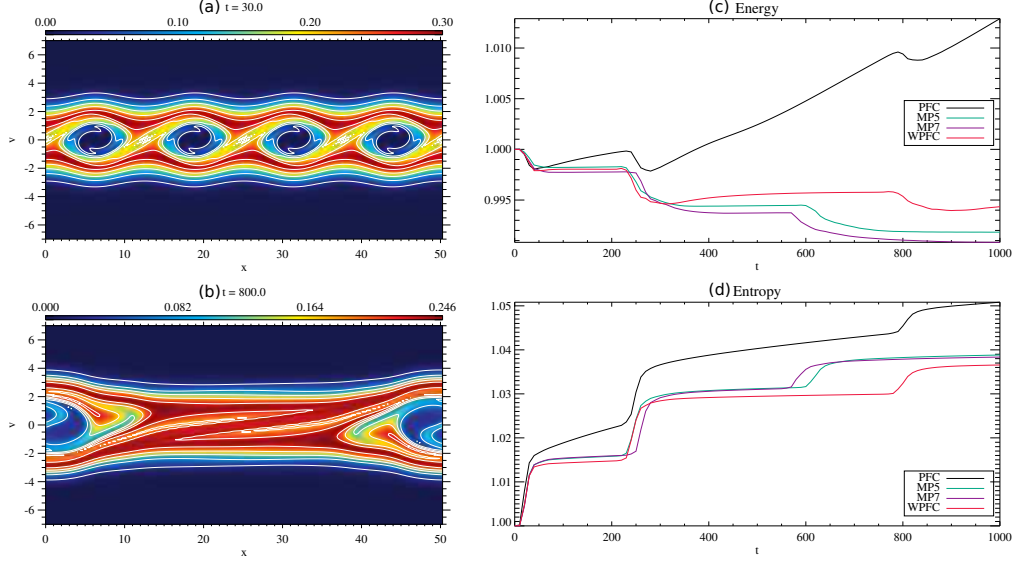 (a) t = 30.0
0.00 0.10 0.20 0.30
6
4
2
0
-2
-4
-6
v
0 10 20 30 40 50
x
(b) t = 800.0
0.000 0.082 0.164 0.246
6
4
2
0
-2
-4
-6
v
0 10 20 30 40 50
x
(c) Energy
1.010
1.005
1.000
0.995
PFC
MP5
MP7
WPFC
0 200 400 600 800 1000
t
(d) Entropy
1.05
1.04
1.03
1.02
1.01
1.00
PFC
MP5
MP7
WPFC
0 200 400 600 800 1000
t